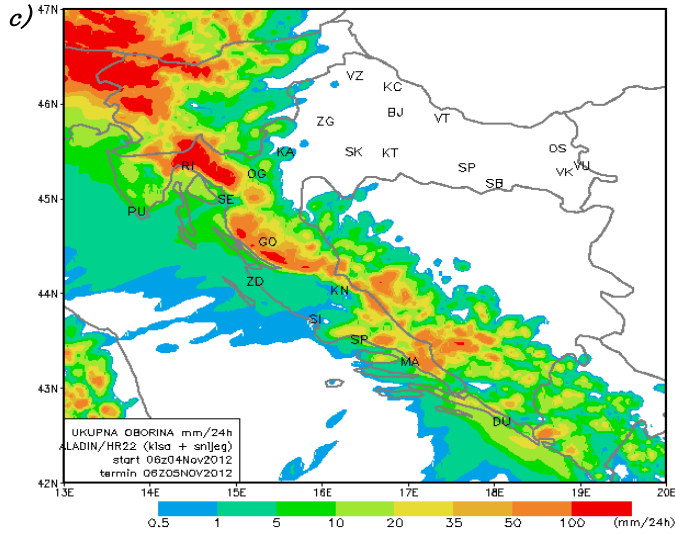 c)
47N
46N
45N
44N
43N
42N
VZ
KC
ZG
BJ
VT
KA
SK
KT
OS
RI
OG
SP
VK
VU
SB
SE
PU
GO
ZD
KN
SI
SP
MA
DU
UKUPNA OBORINA mm/24h
ALADIN/HR22 (kisa + snijeg)
start 06z04Nov2012
termin 06Z05NOV2012
13E 14E 15E 16E 17E 18E 19E 20E
0.5 1 5 10 20 35 50 100 (mm/24h)